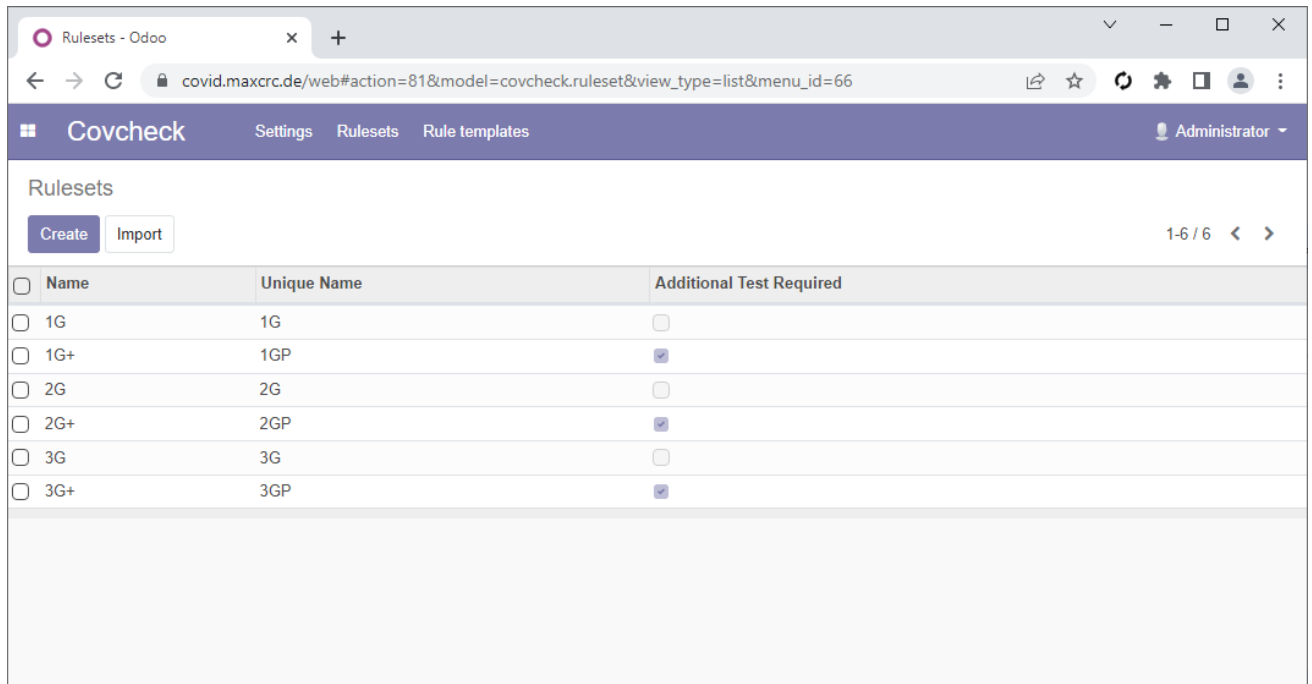 Rulesets - Odoo
covid.maxcrc.de/web#action=81&model=covcheck.ruleset&view_type=list&menu_id=66
Covcheck Settings Rulesets Rule templates Administrator
Rulesets
Create Import 1-6 / 6
Name Unique Name Additional Test Required
1G 1G
1G+ 1GP
2G 2G
2G+ 2GP
3G 3G
3G+ 3GP